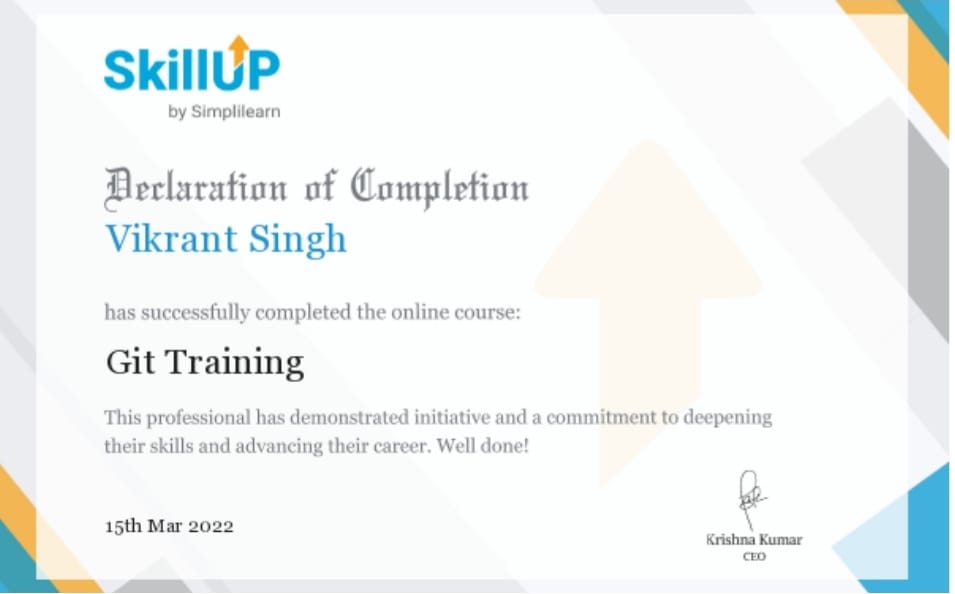 SkillUP
by Simplilearn
Declaration of Completion
Vikrant Singh
has successfully completed the online course:
Git Training
This professional has demonstrated initiative and a commitment to deepening
their skills and advancing their career. Well done!
15th Mar 2022
Krishna Kumar
CEO